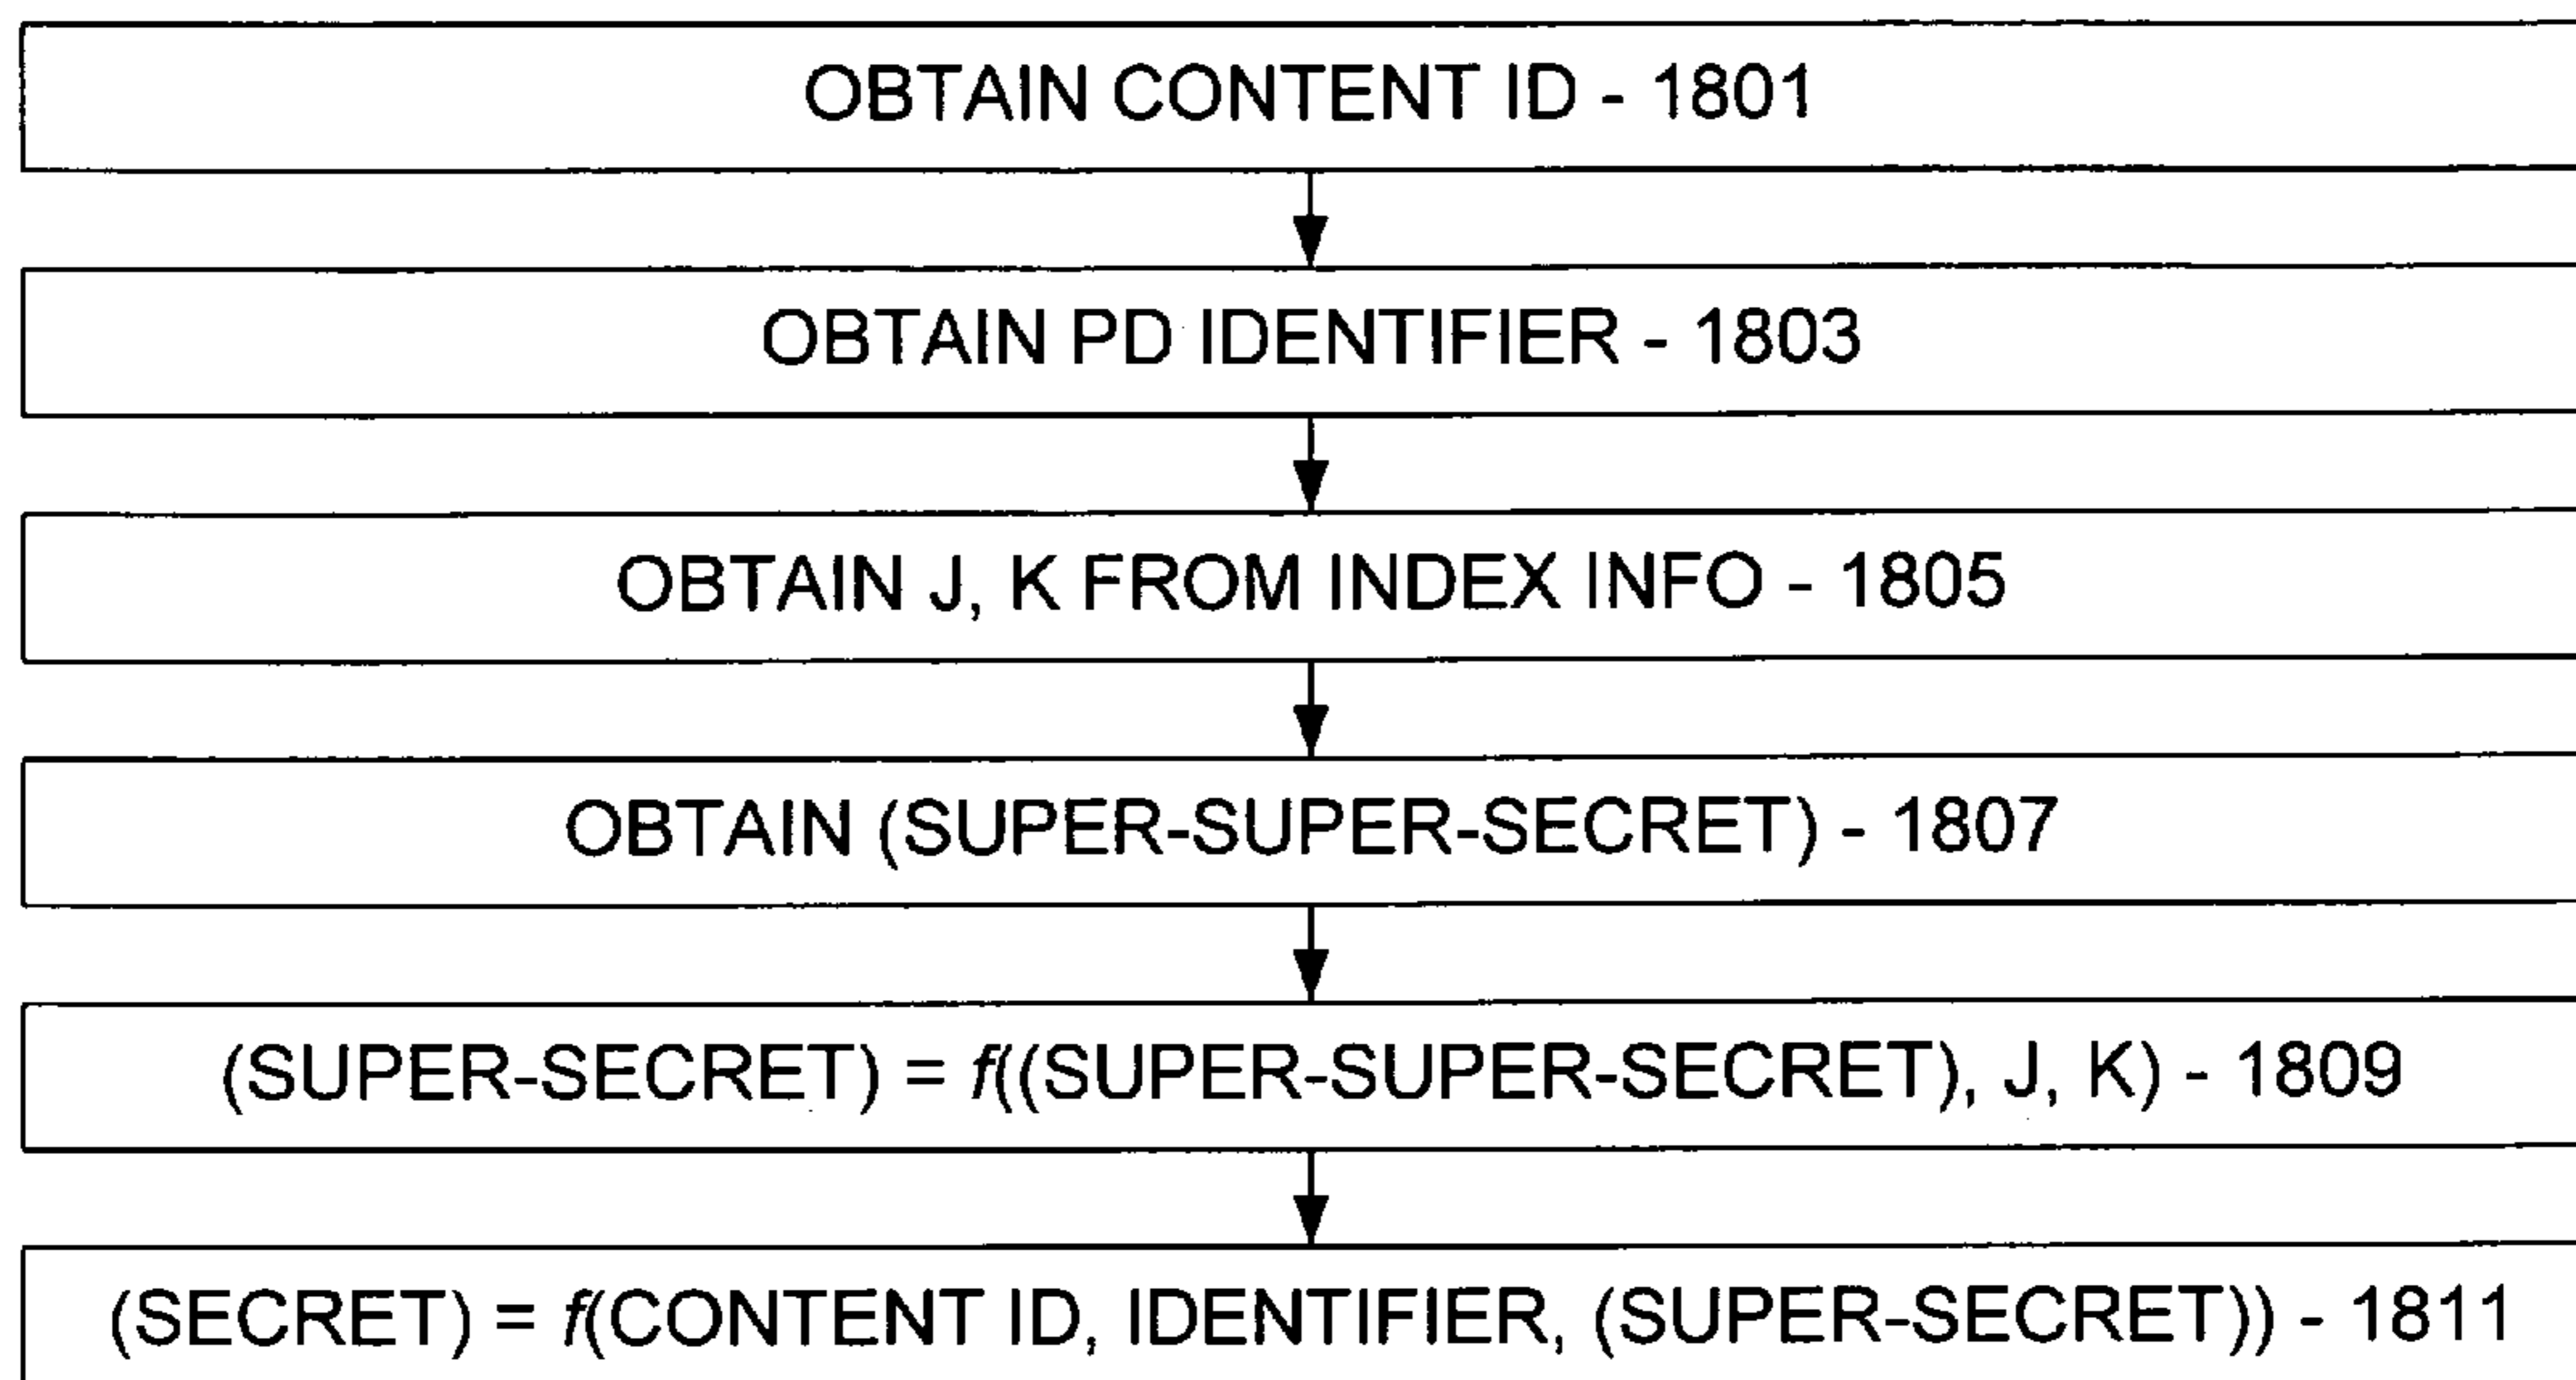 OBTAIN CONTENT ID - 1801
OBTAIN PD IDENTIFIER - 1803
OBTAIN J, K FROM INDEX INFO - 1805
OBTAIN (SUPER-SUPER-SECRET) - 1807
(SUPER-SECRET) = f((SUPER-SUPER-SECRET), J, K) - 1809
(SECRET) = f(CONTENT ID, IDENTIFIER, (SUPER-SECRET)) - 1811